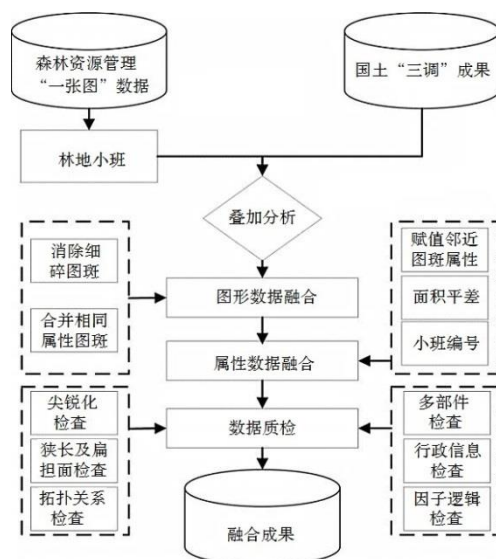 森林资源管理
“一张图”数据
国土“三调”成果
林地小班
叠加分析
消除细
碎图斑
合并相同
属性图斑
图形数据融合
赋值邻近
图斑属性
面积平差
小班编号
属性数据融合
尖锐化
检查
狭长及扁
担面检查
拓扑关系
检查
数据质检
多部件
检查
行政信息
检查
因子逻辑
检查
融合成果